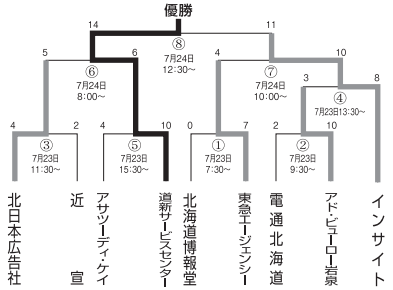 優勝
14 11
⑧
7月24日
12:30〜
5 6 4 10
⑥
7月24日
8:00〜
⑦
7月24日
10:00〜
3 8
④
7月23日13:30〜
4 2 4 10 0 7 2 10
③
7月23日
11:30〜
⑤
7月23日
15:30〜
①
7月23日
7:30〜
②
7月23日
9:30〜
北日本広告社
近宣
アサツーディ・ケイ
道新サービスセンター
北海道博報堂
東急エージェンシー
電通北海道
アド・ビューロー岩泉
インサイト